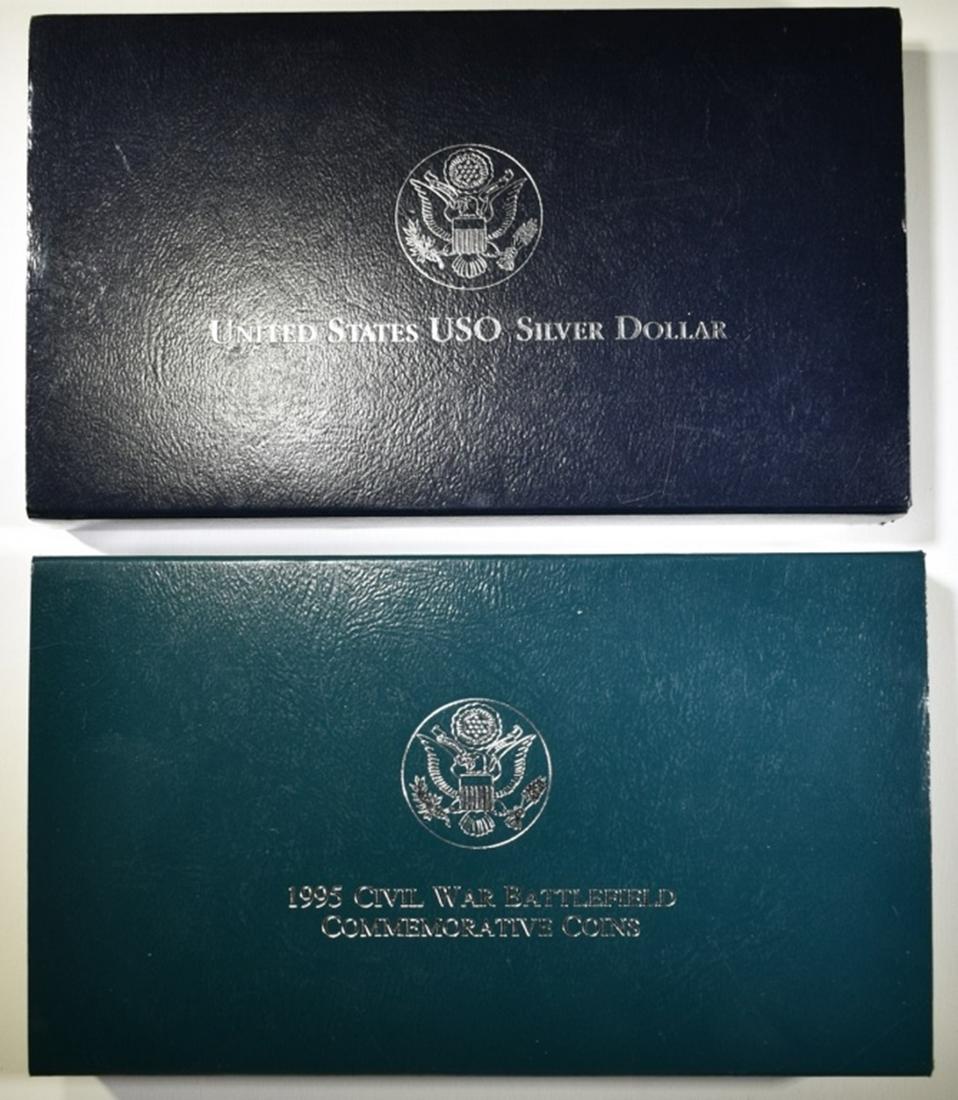 United States USO Silver Dollar
1995 Civil War Battlefield
Commemorative Coins